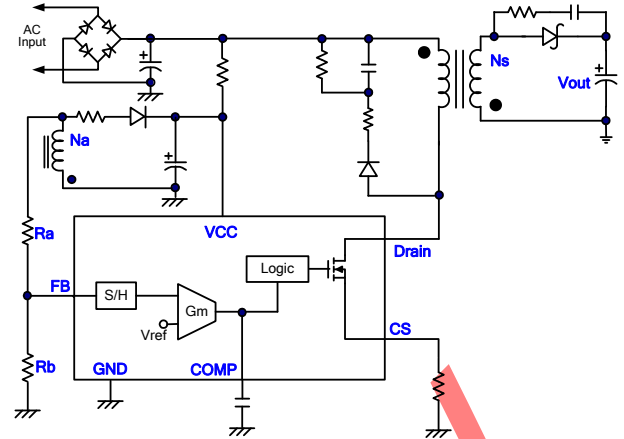 AC
Input
Ns
Vout
Na
Ra
VCC
Drain
Logic
FB
S/H
Gm
Vref
CS
Rb
GND
COMP